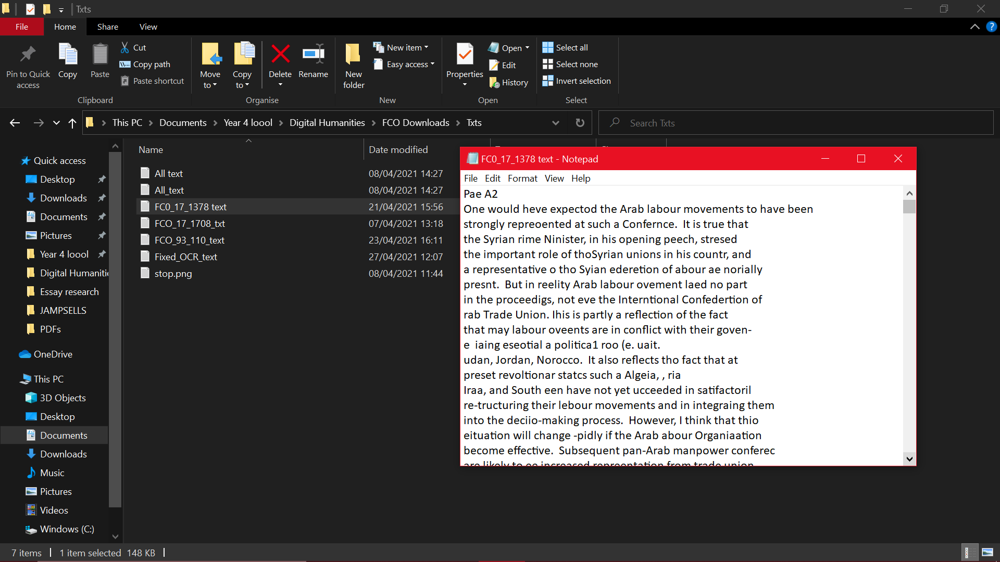 Txts
File
Home
Share
View
Pin to Quick access
Copy
Paste
Cut
Copy path
Paste shortcut
Clipboard
Move to
Copy to
Delete
Rename
Organise
New folder
New item
Easy access
New
Properties
Open
Edit
History
Open
Select all
Select none
Invert selection
Select
This PC > Documents > Year 4 loool > Digital Humanities > FCO Downloads > Txts
Search Txts
Quick access
Desktop
Downloads
Documents
Pictures
Year 4 loool
Digital Humanitie
Essay research
JAMPSELLS
PDFs
OneDrive
This PC
3D Objects
Desktop
Documents
Downloads
Music
Pictures
Videos
Windows (C:)
Name Date modified
All text 08/04/2021 14:27
All_text 08/04/2021 14:27
FC0_17_1378 text 21/04/2021 15:56
FCO_17_1708_txt 07/04/2021 13:18
FCO_93_110_text 23/04/2021 16:11
Fixed_OCR_text 27/04/2021 12:07
stop.png 08/04/2021 11:44
FC0_17_1378 text - Notepad
File Edit Format View Help
Pae A2
One would heve expectod the Arab labour movements to have been
strongly repreoented at such a Confernce.  It is true that
the Syrian rime Ninister, in his opening peech, stresed
the important role of thoSyrian unions in his countr, and
a representative o tho Syian ederetion of abour ae norially
presnt.  But in reelity Arab labour ovement laed no part
in the proceedigs, not eve the Interntional Confedertion of
rab Trade Union. Ihis is partly a reflection of the fact
that may labour oveents are in conflict with their goven-
e  iaing eseotial a politica1 roo (e. uait.
udan, Jordan, Norocco.  It also reflects tho fact that at
preset revoltionar statcs such a Algeia, , ria
Iraa, and South een have not yet ucceeded in satifactoril
re-tructuring their lebour movements and in integraing them
into the deciio-making process.  However, I think that thio
eituation will change -pidly if the Arab abour Organiaation
become effective.  Subsequent pan-Arab manpower conferec
are likely to ee increased repreentation from trade union
7 items
1 item selected 148 KB